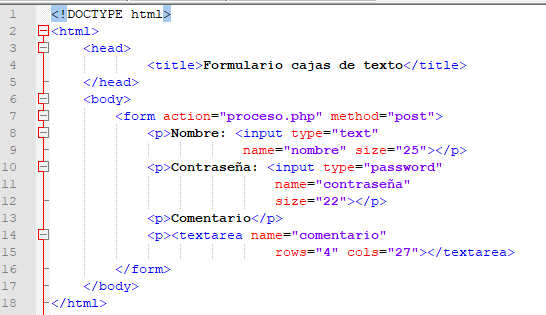 1 <!DOCTYPE html>
2 <html>
3 <head>
4 <title>Formulario cajas de texto</title>
5 </head>
6 <body>
7 <form action="proceso.php" method="post">
8 <p>Nombre: <input type="text"
9 name="nombre" size="25"></p>
10 <p>Contraseña: <input type="password"
11 name="contraseña"
12 size="22"></p>
13 <p>Comentario</p>
14 <p><textarea name="comentario"
15 rows="4" cols="27"></textarea>
16 </form>
17 </body>
18 </html>